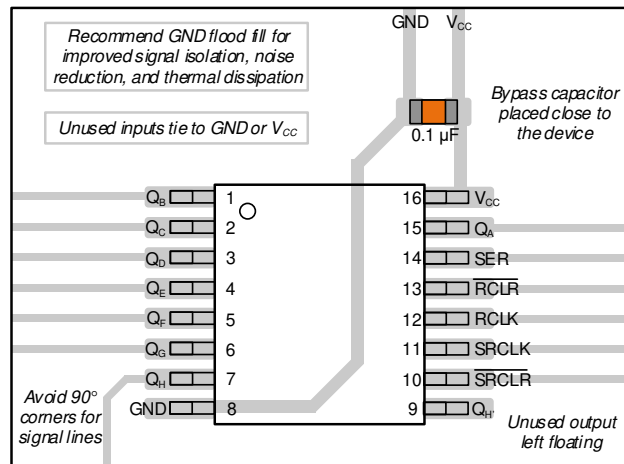 GND VCC
Recommend GND flood fill for
improved signal isolation, noise
reduction, and thermal dissipation
Unused inputs tie to GND or VCC
Bypass capacitor
placed close to
the device
0.1 µF
QB 1 16 VCC
QC 2 15 QA
QD 3 14 SER
QE 4 13 RCLR
QF 5 12 RCLK
QG 6 11 SRCLK
QH 7 10 SRCLR
GND 8 9 QH'
Avoid 90°
corners for
signal lines
Unused output
left floating